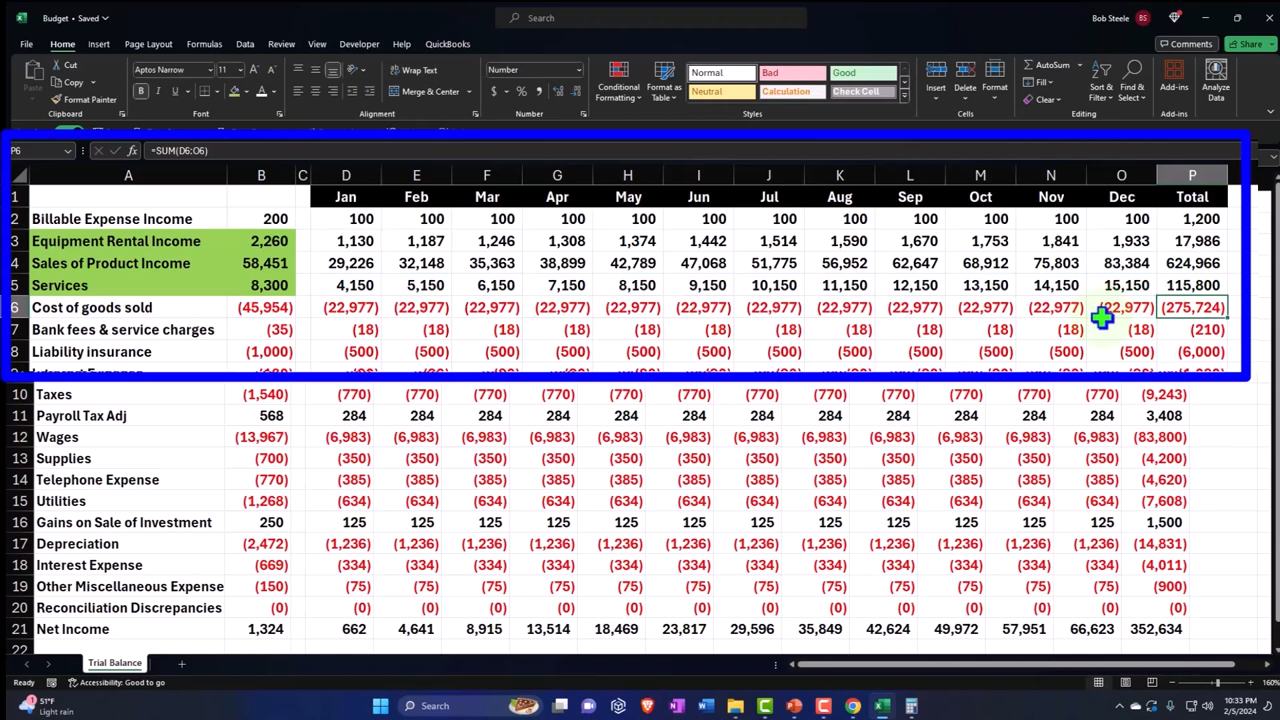 Budget • Saved
Search
Bob Steele BS
File Home Insert Page Layout Formulas Data Review View Developer Help QuickBooks Comments Share
Paste Cut Copy Format Painter Clipboard
Aptos Narrow 11 B I U Font
Wrap Text Merge & Center Alignment
Number $ % Number
Conditional Formatting Format as Table
Normal Bad Good Neutral Calculation Check Cell Styles
Insert Delete Format Cells
AutoSum Fill Clear Sort & Filter Find & Select Editing
Add-ins Add-ins
Analyze Data
P6 fx =SUM(D6:O6)
A B C D E F G H I J K L M N O P
1 Jan Feb Mar Apr May Jun Jul Aug Sep Oct Nov Dec Total
2 Billable Expense Income 200 100 100 100 100 100 100 100 100 100 100 100 100 1,200
3 Equipment Rental Income 2,260 1,130 1,187 1,246 1,308 1,374 1,442 1,514 1,590 1,670 1,753 1,841 1,933 17,986
4 Sales of Product Income 58,451 29,226 32,148 35,363 38,899 42,789 47,068 51,775 56,952 62,647 68,912 75,803 83,384 624,966
5 Services 8,300 4,150 5,150 6,150 7,150 8,150 9,150 10,150 11,150 12,150 13,150 14,150 15,150 115,800
6 Cost of goods sold (45,954) (22,977) (22,977) (22,977) (22,977) (22,977) (22,977) (22,977) (22,977) (22,977) (22,977) (22,977) (22,977) (275,724)
7 Bank fees & service charges (35) (18) (18) (18) (18) (18) (18) (18) (18) (18) (18) (18) (18) (210)
8 Liability insurance (1,000) (500) (500) (500) (500) (500) (500) (500) (500) (500) (500) (500) (500) (6,000)
10 Taxes (1,540) (770) (770) (770) (770) (770) (770) (770) (770) (770) (770) (770) (770) (9,243)
11 Payroll Tax Adj 568 284 284 284 284 284 284 284 284 284 284 284 284 3,408
12 Wages (13,967) (6,983) (6,983) (6,983) (6,983) (6,983) (6,983) (6,983) (6,983) (6,983) (6,983) (6,983) (6,983) (83,800)
13 Supplies (700) (350) (350) (350) (350) (350) (350) (350) (350) (350) (350) (350) (350) (4,200)
14 Telephone Expense (770) (385) (385) (385) (385) (385) (385) (385) (385) (385) (385) (385) (385) (4,620)
15 Utilities (1,268) (634) (634) (634) (634) (634) (634) (634) (634) (634) (634) (634) (634) (7,608)
16 Gains on Sale of Investment 250 125 125 125 125 125 125 125 125 125 125 125 125 1,500
17 Depreciation (2,472) (1,236) (1,236) (1,236) (1,236) (1,236) (1,236) (1,236) (1,236) (1,236) (1,236) (1,236) (1,236) (14,831)
18 Interest Expense (669) (334) (334) (334) (334) (334) (334) (334) (334) (334) (334) (334) (334) (4,011)
19 Other Miscellaneous Expense (150) (75) (75) (75) (75) (75) (75) (75) (75) (75) (75) (75) (75) (900)
20 Reconciliation Discrepancies (0) (0) (0) (0) (0) (0) (0) (0) (0) (0) (0) (0) (0) (0)
21 Net Income 1,324 662 4,641 8,915 13,514 18,469 23,817 29,596 35,849 42,624 49,972 57,951 66,623 352,634
22
Trial Balance
Ready Accessibility: Good to go 160%
51°F
Light rain
Search
10:33 PM
2/5/2024